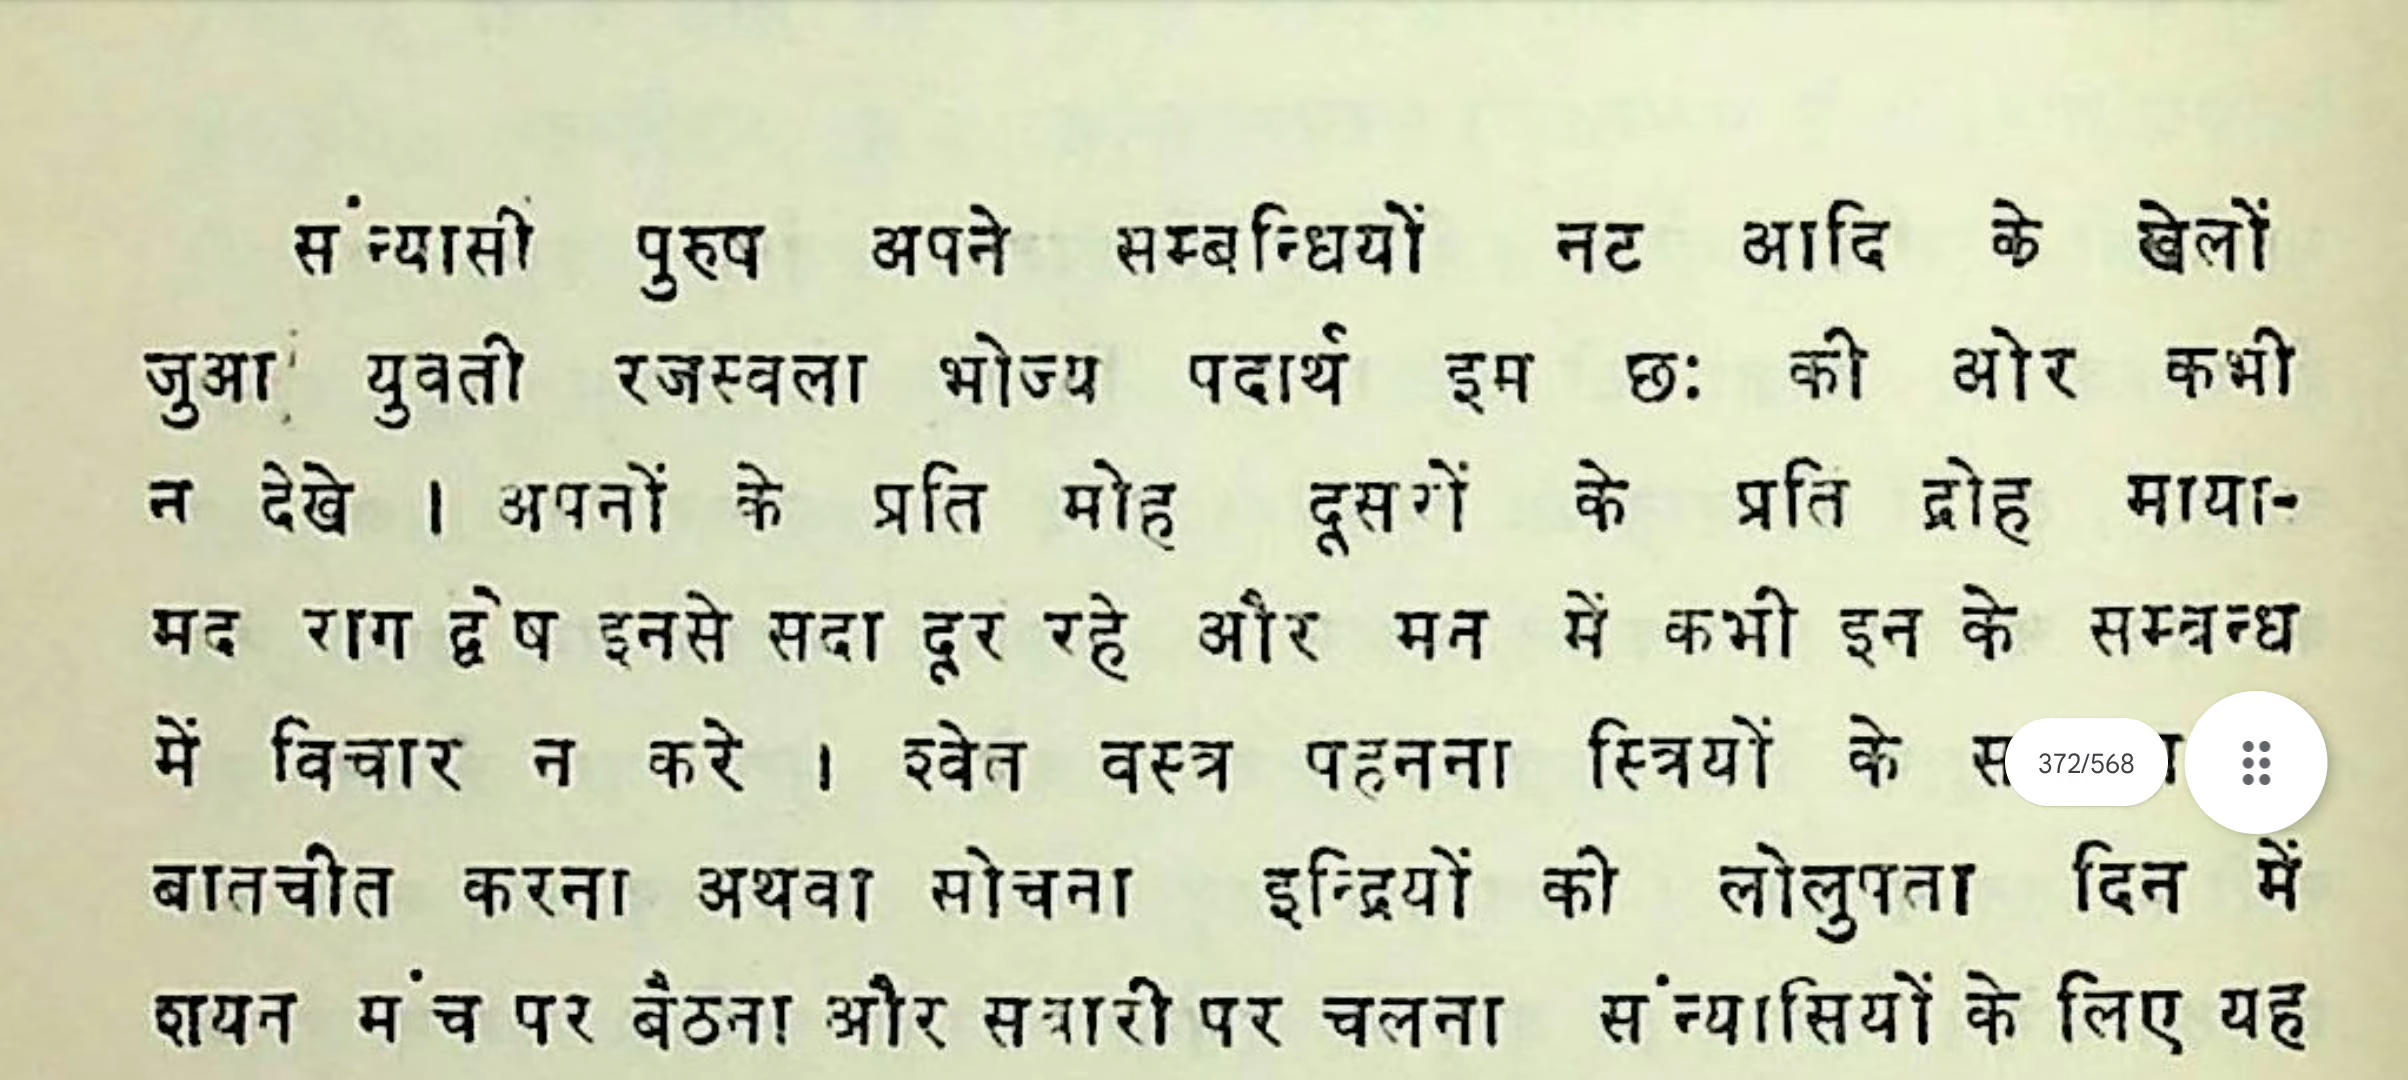 संन्यासी पुरुष अपने सम्बन्धियों नट आदि के खेलों
जुआ युवती रजस्वला भोज्य पदार्थ इम छः की ओर कभी
न देखे । अपनों के प्रति मोह दूसरों के प्रति द्रोह माया-
मद राग द्वेष इनसे सदा दूर रहे और मन में कभी इन के सम्बन्ध
में विचार न करे । श्वेत वस्त्र पहनना स्त्रियों के
372/568
बातचीत करना अथवा सोचना इन्द्रियों की लोलुपता दिन में
शयन मंच पर बैठना और सवारी पर चलना संन्यासियों के लिए यह